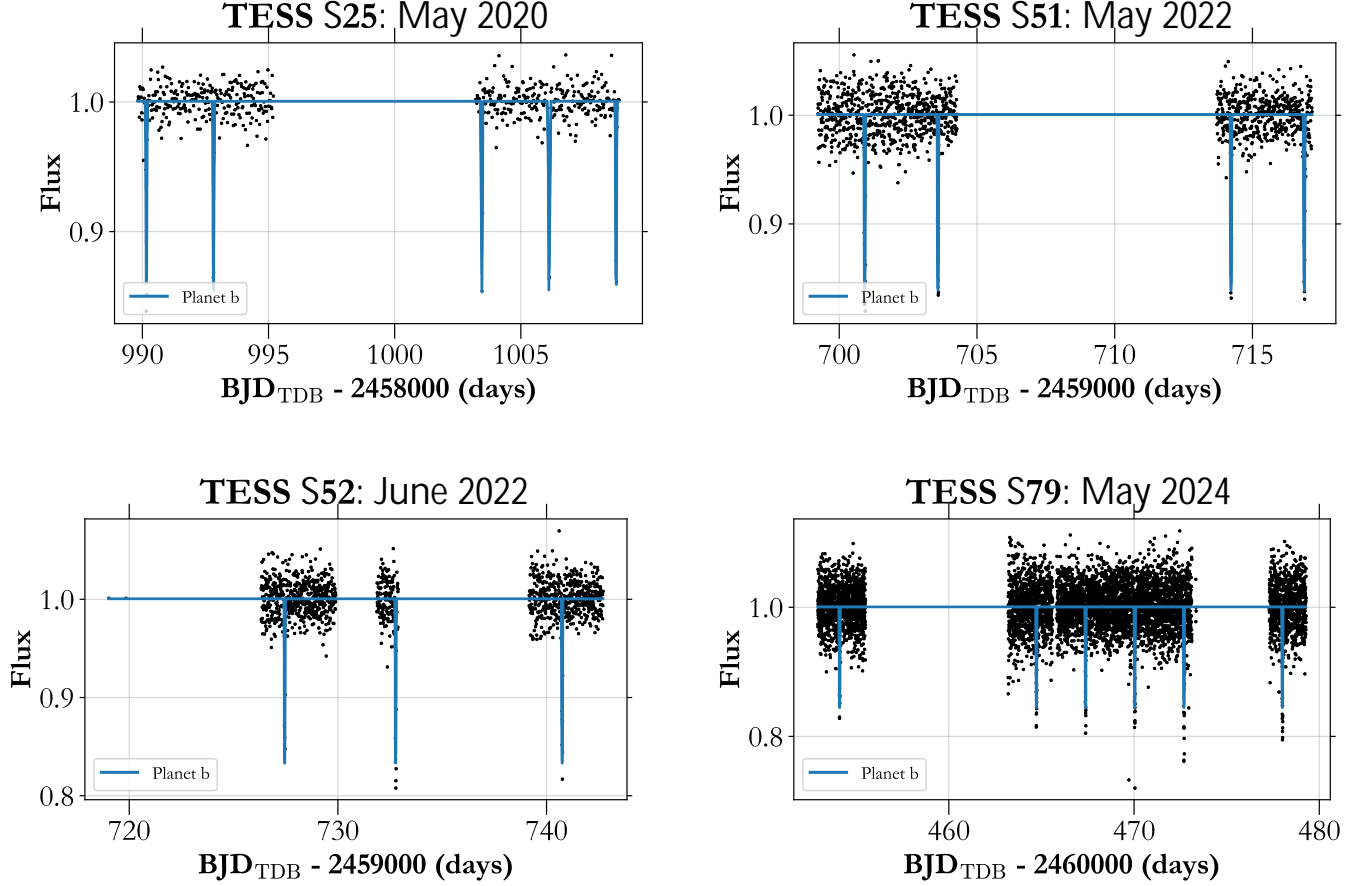 TESS S25: May 2020
Flux
1.0
0.9
Planet b
990 995 1000 1005
BJD_TDB - 2458000 (days)
TESS S51: May 2022
Flux
1.0
0.9
Planet b
700 705 710 715
BJD_TDB - 2459000 (days)
TESS S52: June 2022
Flux
1.0
0.9
0.8
Planet b
720 730 740
BJD_TDB - 2459000 (days)
TESS S79: May 2024
Flux
1.0
0.8
Planet b
460 470 480
BJD_TDB - 2460000 (days)